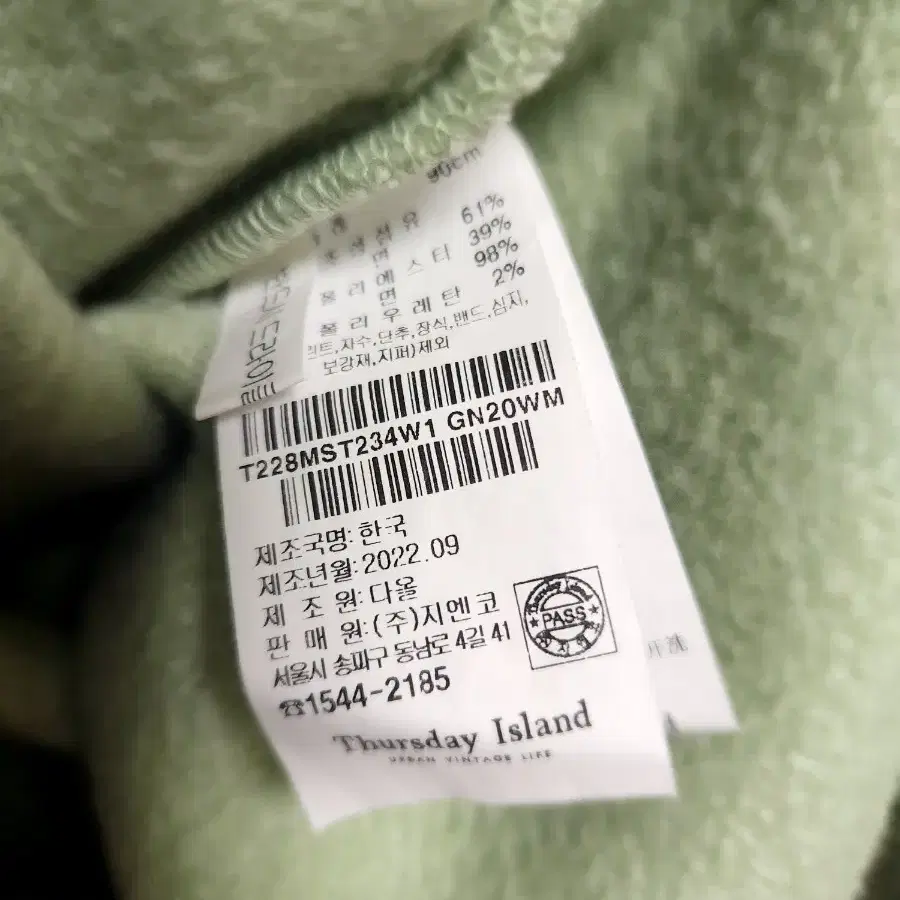 90cm
61%
면 39%
폴리에스터 98%
면 2%
폴리우레탄
자수,단추,장식,밴드,심지,
보강재,지퍼)제외
T228MST234W1 GN20WM
제조국명: 한국
제조년월: 2022.09
제 조 원: 다올
판 매 원: (주)지엔코
서울시 송파구 동남로 4길 41
☎1544-2185
PASS
Thursday Island
URBAN VINTAGE LIFE